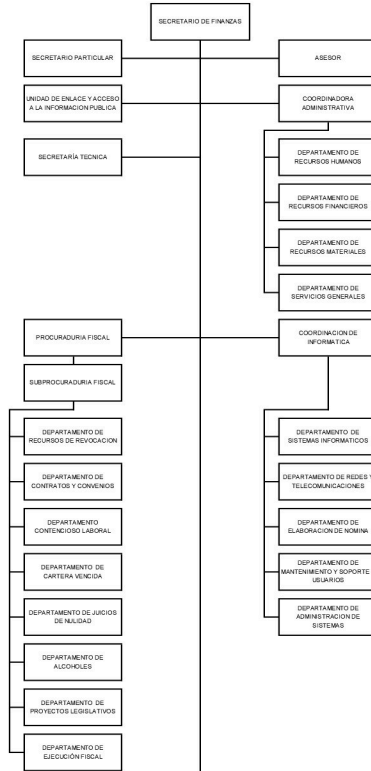 SECRETARIO DE FINANZAS
SECRETARIO PARTICULAR
ASESOR
UNIDAD DE ENLACE Y ACCESO
A LA INFORMACION PUBLICA
COORDINADORA
ADMINISTRATIVA
SECRETARÍA TECNICA
DEPARTAMENTO DE
RECURSOS HUMANOS
DEPARTAMENTO DE
RECURSOS FINANCIEROS
DEPARTAMENTO DE
RECURSOS MATERIALES
DEPARTAMENTO DE
SERVICIOS GENERALES
PROCURADURIA FISCAL
COORDINACION DE
INFORMATICA
SUBPROCURADURIA FISCAL
DEPARTAMENTO DE
RECURSOS DE REVOCACION
DEPARTAMENTO DE
CONTRATOS Y CONVENIOS
DEPARTAMENTO
CONTENCIOSO LABORAL
DEPARTAMENTO DE
CARTERA VENCIDA
DEPARTAMENTO DE JUICIOS
DE NULIDAD
DEPARTAMENTO DE
ALCOHOLES
DEPARTAMENTO DE
PROYECTOS LEGISLATIVOS
DEPARTAMENTO DE
EJECUCIÓN FISCAL
DEPARTAMENTO DE
SISTEMAS INFORMATICOS
DEPARTAMENTO DE REDES Y
TELECOMUNICACIONES
DEPARTAMENTO DE
ELABORACION DE NOMINA
DEPARTAMENTO DE
MANTENIMIENTO Y SOPORTE
USUARIOS
DEPARTAMENTO DE
ADMINISTRACION DE
SISTEMAS